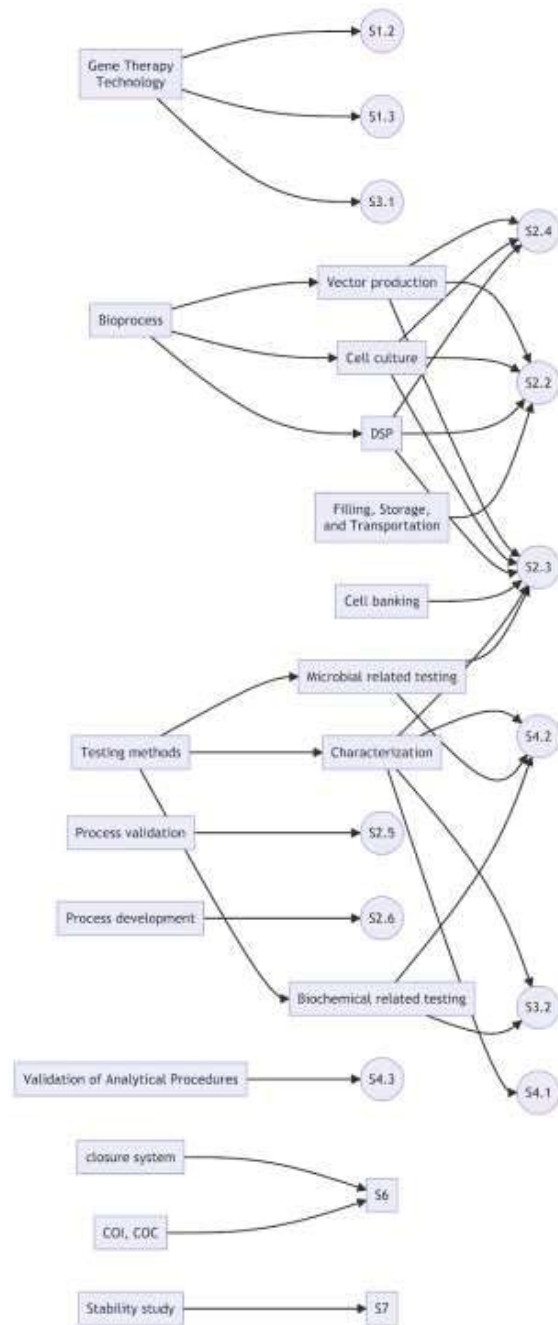 S1.2
Gene Therapy
Technology
S1.3
S3.1
S2.4
Vector production
Bioprocess
Cell culture
S2.2
DSP
Filling, Storage,
and Transportation
S2.3
Cell banking
Microbial related testing
S4.2
Testing methods
Characterization
Process validation
S2.5
Process development
S2.6
Biochemical related testing
S3.2
Validation of Analytical Procedures
S4.3
S4.1
closure system
S6
COI, COC
Stability study
S7